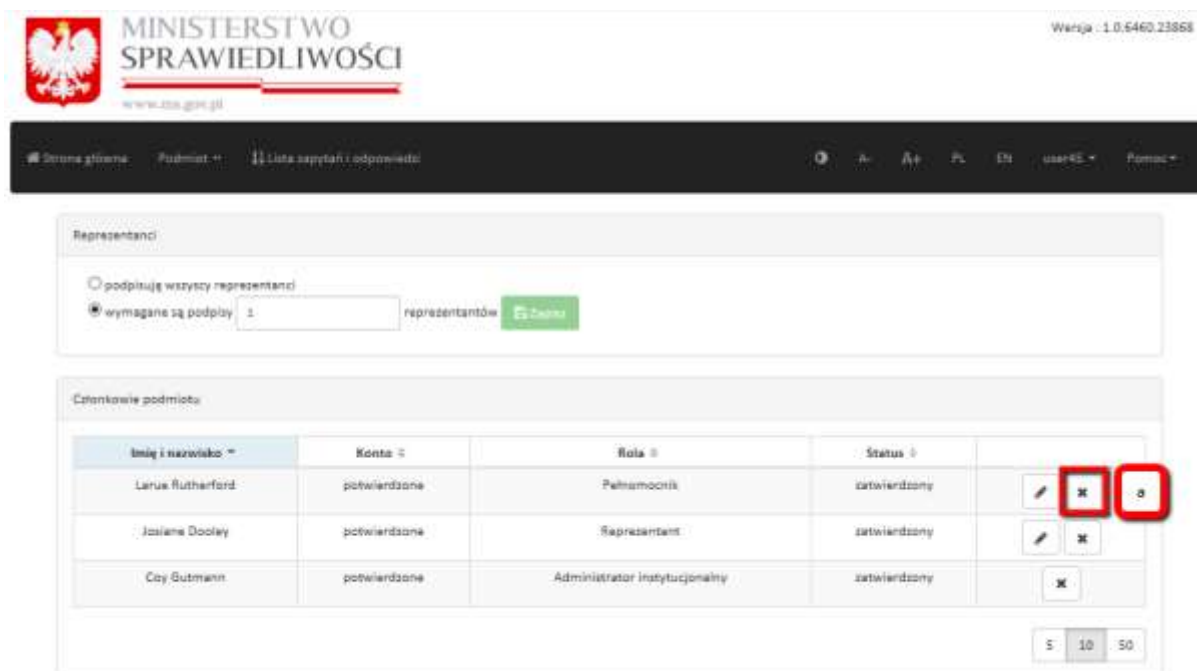 MINISTERSTWO
SPRAWIEDLIWOŚCI
www.ms.gov.pl
Wersja : 1.0.6460.23868
Strona główna Podmiot Lista zapytań i odpowiedzi A- A+ PL EN user45 Pomoc
Reprezentanci
podpisują wszyscy reprezentanci
wymagane są podpisy 1 reprezentantów Zapisz
Członkowie podmiotu
Imię i nazwisko Konto Rola Status
Larue Rutherford potwierdzone Pełnomocnik zatwierdzony a
Josiane Dooley potwierdzone Reprezentant zatwierdzony
Coy Gutmann potwierdzone Administrator instytucjonalny zatwierdzony
5 10 50